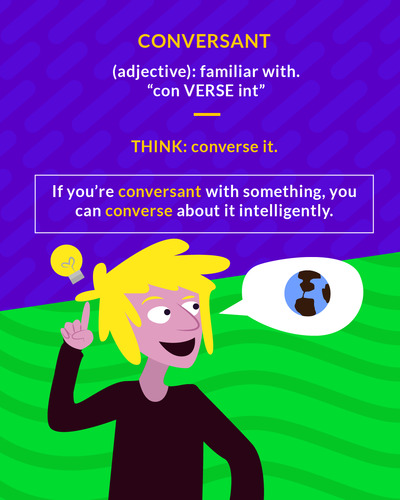 CONVERSANT
(adjective): familiar with.
“con VERSE int”
THINK: converse it.
If you’re conversant with something, you
can converse about it intelligently.